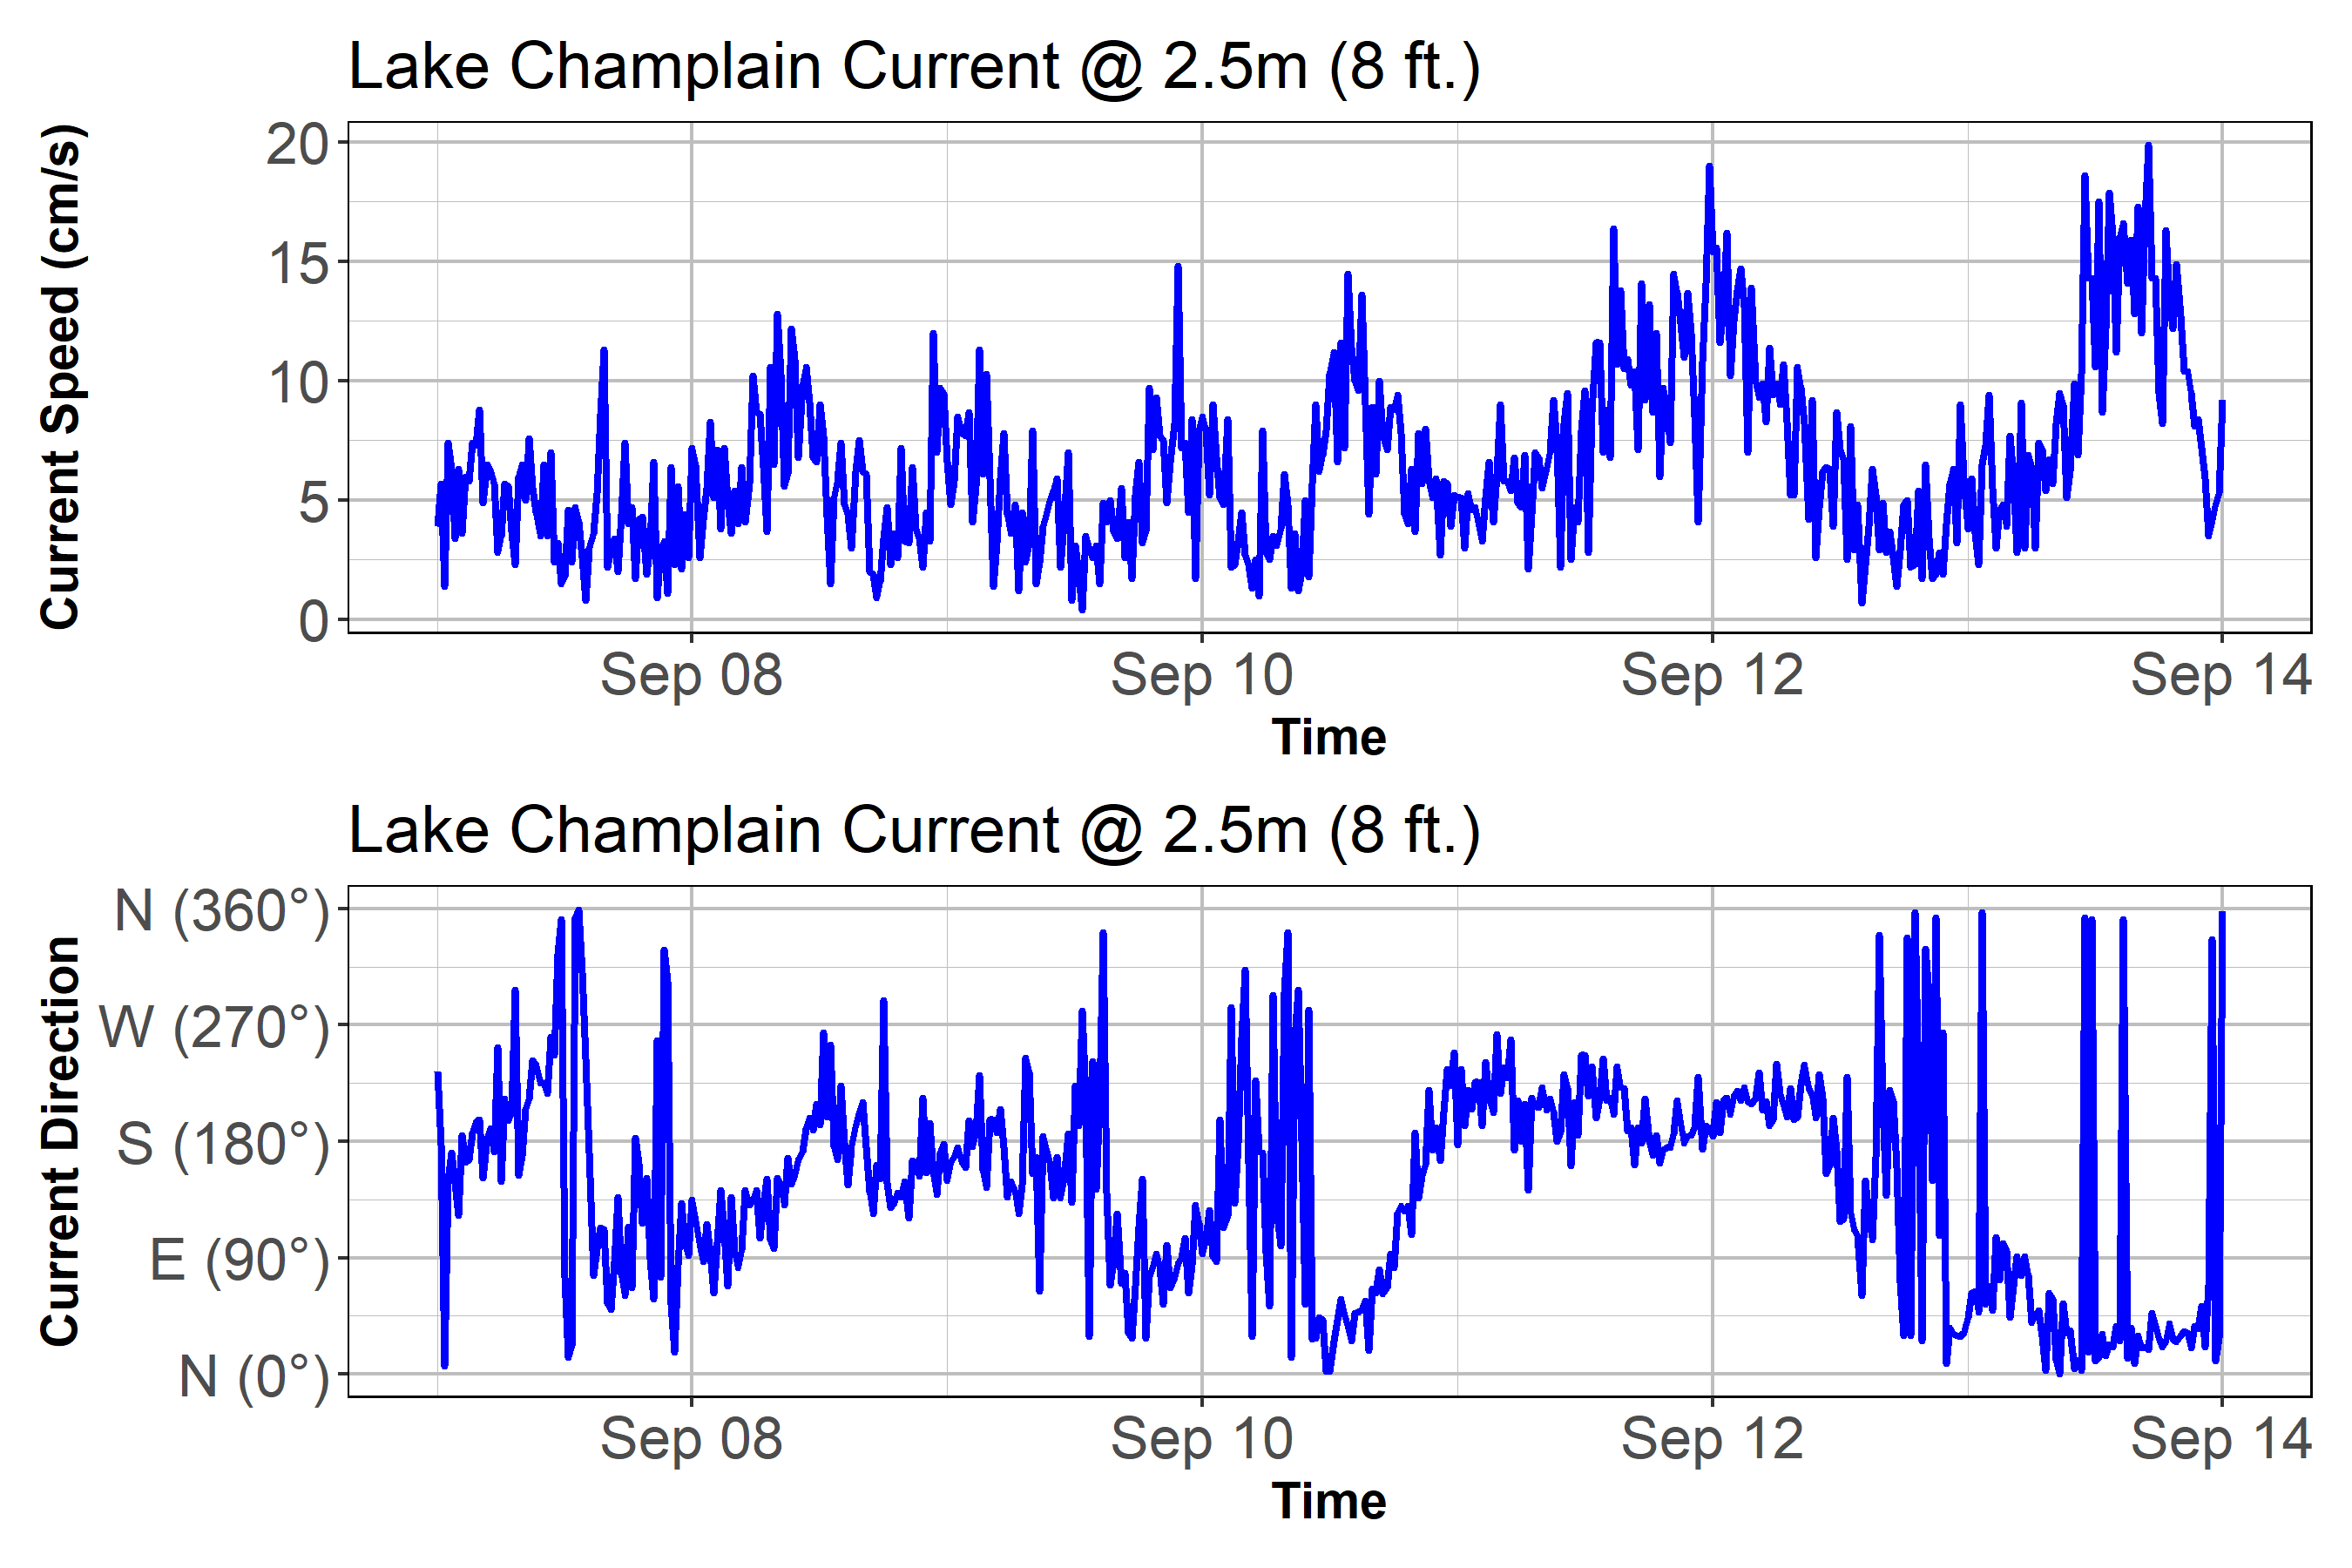 Lake Champlain Current @ 2.5m (8 ft.)
Current Speed (cm/s)
20
15
10
5
0
Sep 08 Sep 10 Sep 12 Sep 14
Time
Lake Champlain Current @ 2.5m (8 ft.)
Current Direction
N (360°)
W (270°)
S (180°)
E (90°)
N (0°)
Sep 08 Sep 10 Sep 12 Sep 14
Time